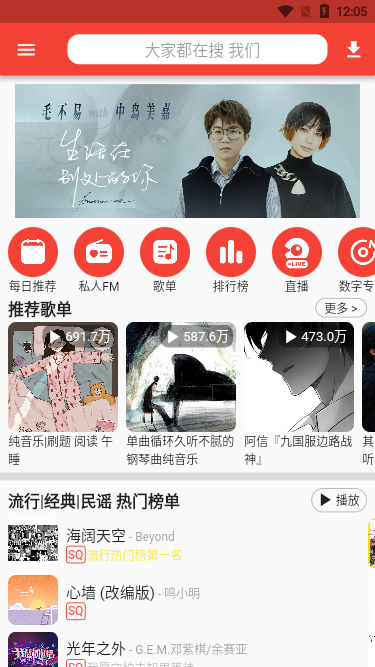 12:05
大家都在搜 我们
毛不易 with 中岛美嘉
生活在
别处的你
每日推荐
私人FM
歌单
LIVE
排行榜
直播
数字专
推荐歌单
更多 >
691.7万
587.6万
473.0万
纯音乐|刷题 阅读 午
睡
单曲循环久听不腻的
钢琴曲纯音乐
阿信『九国服边路战
神』
其
听
流行|经典|民谣 热门榜单
播放
海阔天空 - Beyond
SQ 流行热门榜第一名
心墙 (改编版) - 鸣小明
SQ
光年之外 - G.E.M.邓紫棋/余赛亚
SQ